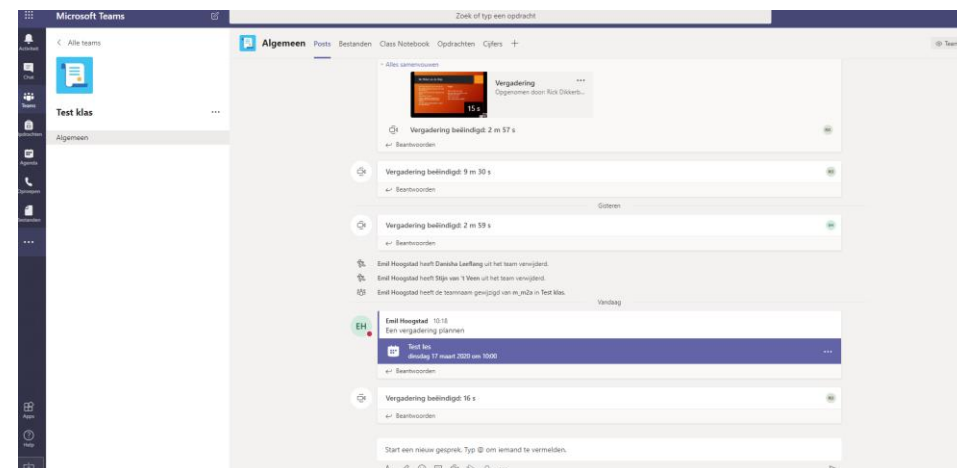 Microsoft Teams
Zoek of typ een opdracht
Activiteit
Chat
Teams
Opdrachten
Agenda
Oproepen
Bestanden
Apps
Help
Alle teams
Test klas
Algemeen
Algemeen Posts Bestanden Class Notebook Opdrachten Cijfers
Alles samenvouwen
Vergadering
Opgenomen door: Rick Dikkerb...
15 s
Vergadering beëindigd: 2 m 57 s
Beantwoorden
Vergadering beëindigd: 9 m 30 s
Beantwoorden
Gisteren
Vergadering beëindigd: 2 m 59 s
Beantwoorden
Emil Hoogstad heeft Danisha Leeflang uit het team verwijderd.
Emil Hoogstad heeft Stijn van 't Veen uit het team verwijderd.
Emil Hoogstad heeft de teamnaam gewijzigd van m_m2a in Test klas.
Vandaag
EH
Emil Hoogstad 10:18
Een vergadering plannen
Test les
dinsdag 17 maart 2020 om 10:00
Beantwoorden
Vergadering beëindigd: 16 s
Beantwoorden
Start een nieuw gesprek. Typ @ om iemand te vermelden.